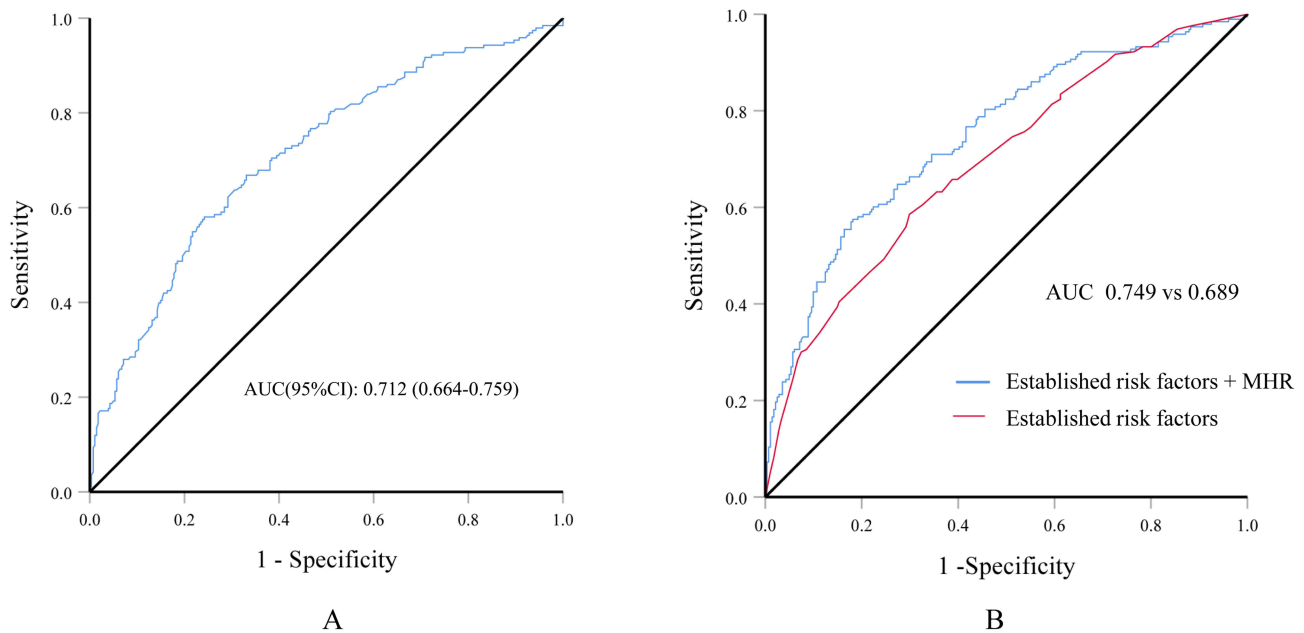 1.0
0.8
0.6
0.4
0.2
0.0
Sensitivity
AUC(95%CI): 0.712 (0.664-0.759)
0.0 0.2 0.4 0.6 0.8 1.0
1 - Specificity
A
1.0
0.8
0.6
0.4
0.2
0.0
Sensitivity
AUC 0.749 vs 0.689
Established risk factors + MHR
Established risk factors
0.0 0.2 0.4 0.6 0.8 1.0
1 -Specificity
B